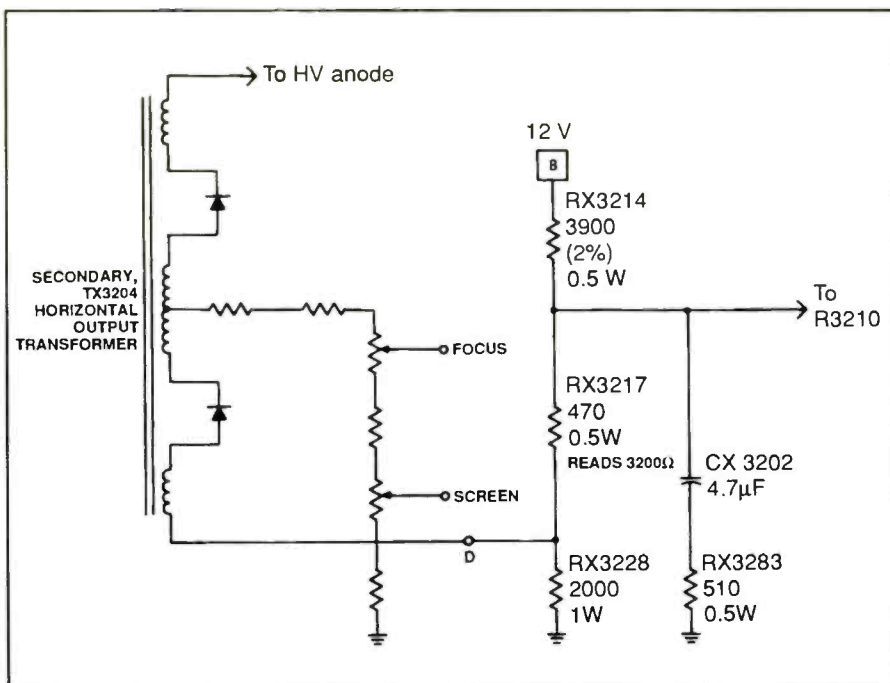 To HV anode
12 V
B
RX3214
3900
(2%)
0.5 W
SECONDARY,
TX3204
HORIZONTAL
OUTPUT
TRANSFORMER
To
R3210
FOCUS
RX3217
470
0.5W
READS 3200Ω
CX 3202
4.7µF
SCREEN
D
RX3228
2000
1W
RX3283
510
0.5W